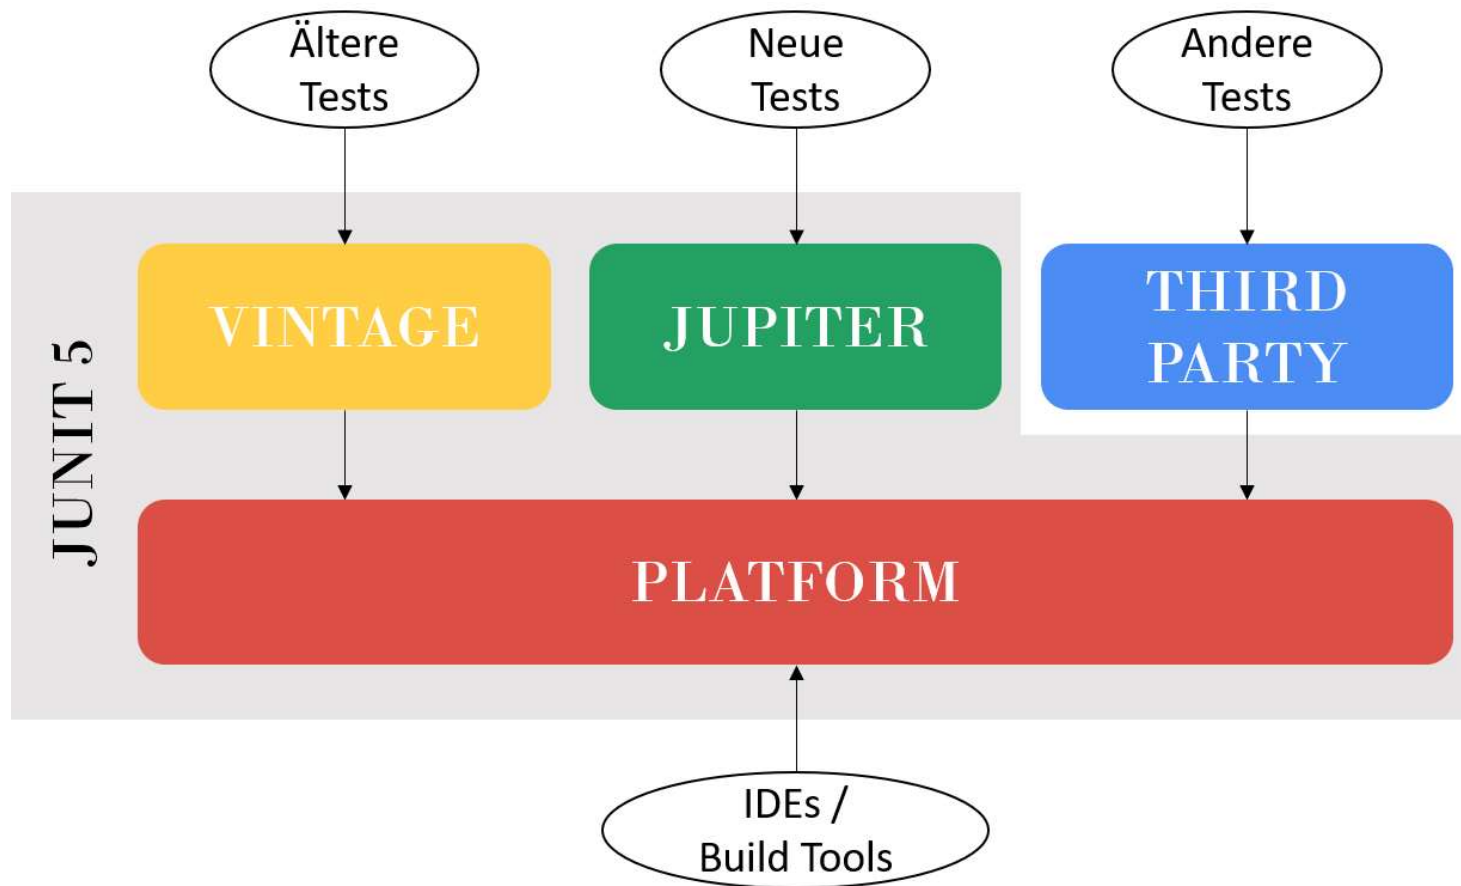 Ältere
Tests
Neue
Tests
Andere
Tests
JUNIT 5
VINTAGE
JUPITER
THIRD
PARTY
PLATFORM
IDEs /
Build Tools